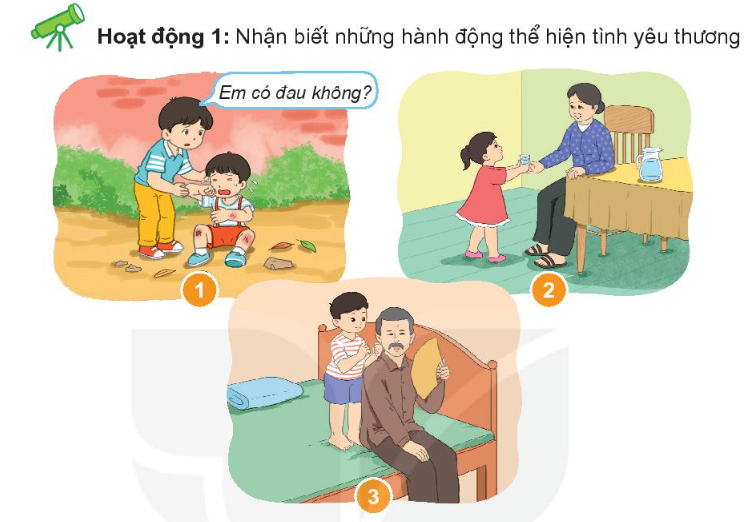 Hoạt động 1: Nhận biết những hành động thể hiện tình yêu thương
Em có đau không?
1
2
3